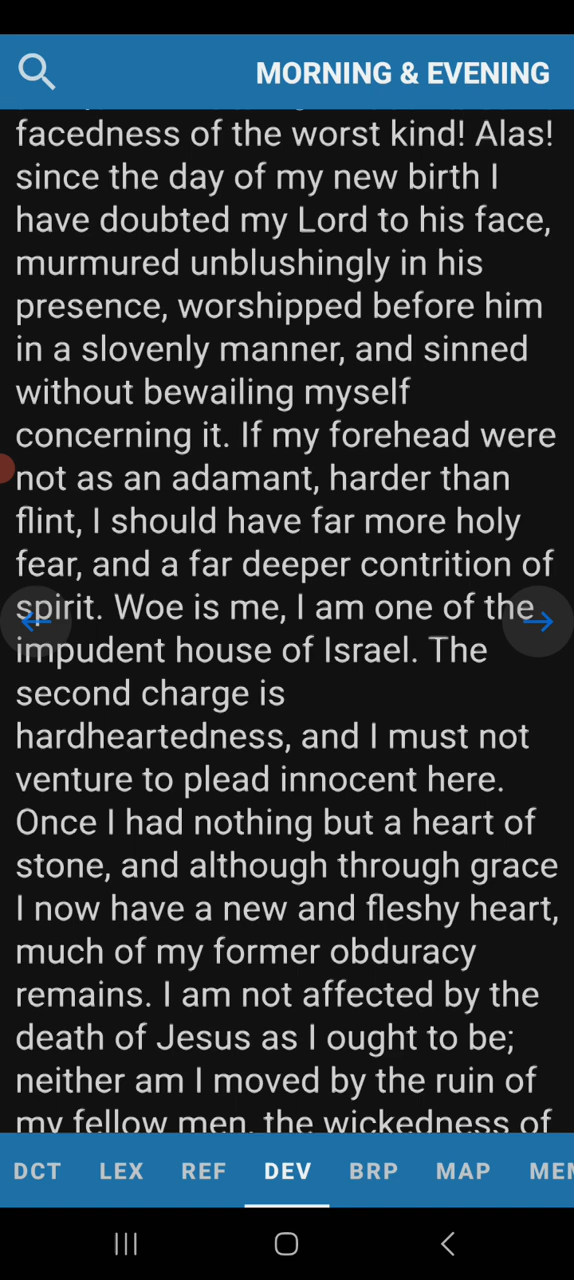 MORNING & EVENING
facedness of the worst kind! Alas!
since the day of my new birth I
have doubted my Lord to his face,
murmured unblushingly in his
presence, worshipped before him
in a slovenly manner, and sinned
without bewailing myself
concerning it. If my forehead were
not as an adamant, harder than
flint, I should have far more holy
fear, and a far deeper contrition of
spirit. Woe is me, I am one of the
impudent house of Israel. The
second charge is
hardheartedness, and I must not
venture to plead innocent here.
Once I had nothing but a heart of
stone, and although through grace
I now have a new and fleshy heart,
much of my former obduracy
remains. I am not affected by the
death of Jesus as I ought to be;
neither am I moved by the ruin of
my fellow men, the wickedness of
DCT LEX REF DEV BRP MAP